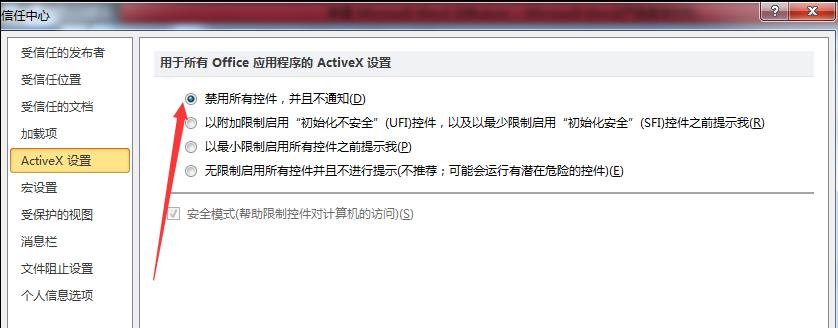 信任中心
?
受信任的发布者
受信任位置
受信任的文档
加载项
ActiveX 设置
宏设置
受保护的视图
消息栏
文件阻止设置
个人信息选项
用于所有 Office 应用程序的 ActiveX 设置
禁用所有控件，并且不通知(D)
以附加限制启用“初始化不安全”(UFI)控件，以及以最少限制启用“初始化安全”(SFI)控件之前提示我(R)
以最小限制启用所有控件之前提示我(P)
无限制启用所有控件并且不进行提示(不推荐；可能会运行有潜在危险的控件)(E)
安全模式(帮助限制控件对计算机的访问)(S)